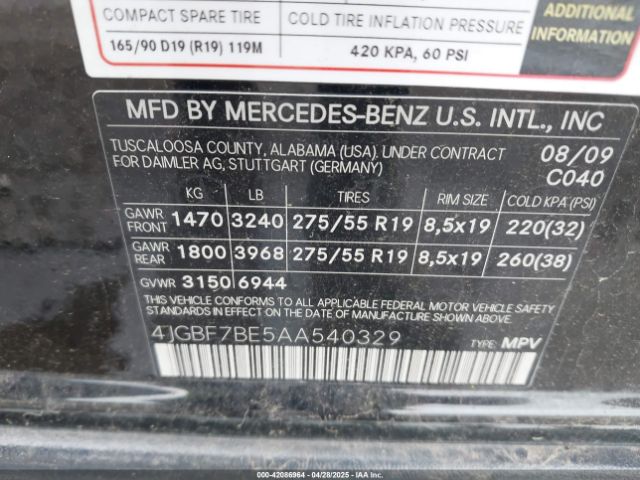 COMPACT SPARE TIRE COLD TIRE INFLATION PRESSURE
165/90 D19 (R19) 119M 420 KPA, 60 PSI
ADDITIONAL
INFORMATION
MFD BY MERCEDES-BENZ U.S. INTL., INC
TUSCALOOSA COUNTY, ALABAMA (USA). UNDER CONTRACT 08/09
FOR DAIMLER AG, STUTTGART (GERMANY) C040
KG LB TIRES RIM SIZE COLD KPA (PSI)
GAWR FRONT 1470 3240 275/55 R19 8,5x19 220(32)
GAWR REAR 1800 3968 275/55 R19 8,5x19 260(38)
GVWR 3150 6944
THIS VEHICLE CONFORMS TO ALL APPLICABLE FEDERAL MOTOR VEHICLE SAFETY
STANDARDS IN EFFECT ON THE DATE OF MANUFACTURE SHOWN ABOVE.
4JGBF7BE5AA540329 TYPE: MPV
000-42086964 - 04/28/2025 - IAAI.COM